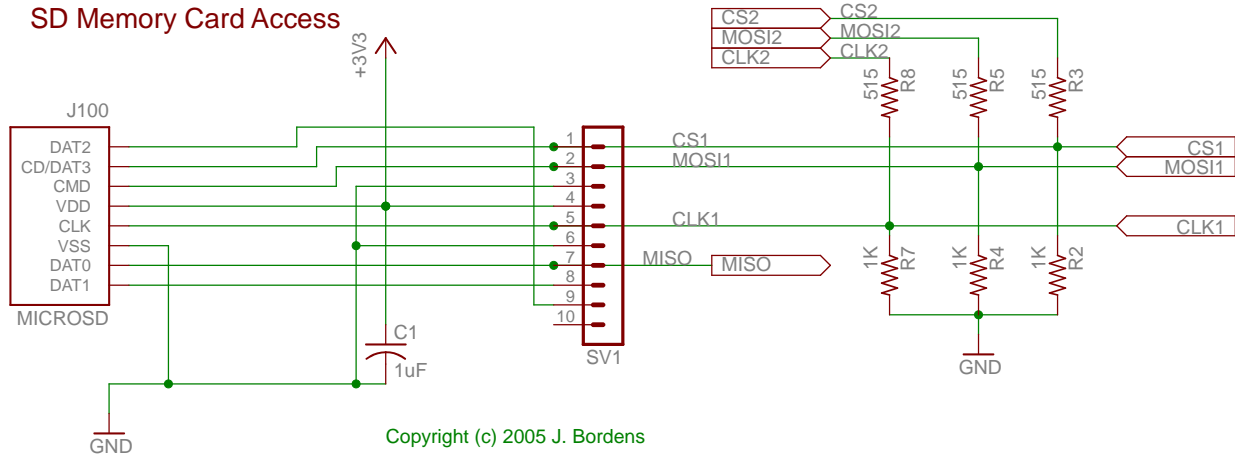 SD Memory Card Access
+3V3
J100
DAT2
CD/DAT3
CMD
VDD
CLK
VSS
DAT0
DAT1
MICROSD
GND
C1
1uF
1
2
3
4
5
6
7
8
9
10
SV1
CS1
MOSI1
CLK1
MISO
MISO
CS2
MOSI2
CLK2
CS2
MOSI2
CLK2
515
R8
515
R5
515
R3
1K
R7
1K
R4
1K
R2
GND
CS1
MOSI1
CLK1
Copyright (c) 2005 J. Bordens